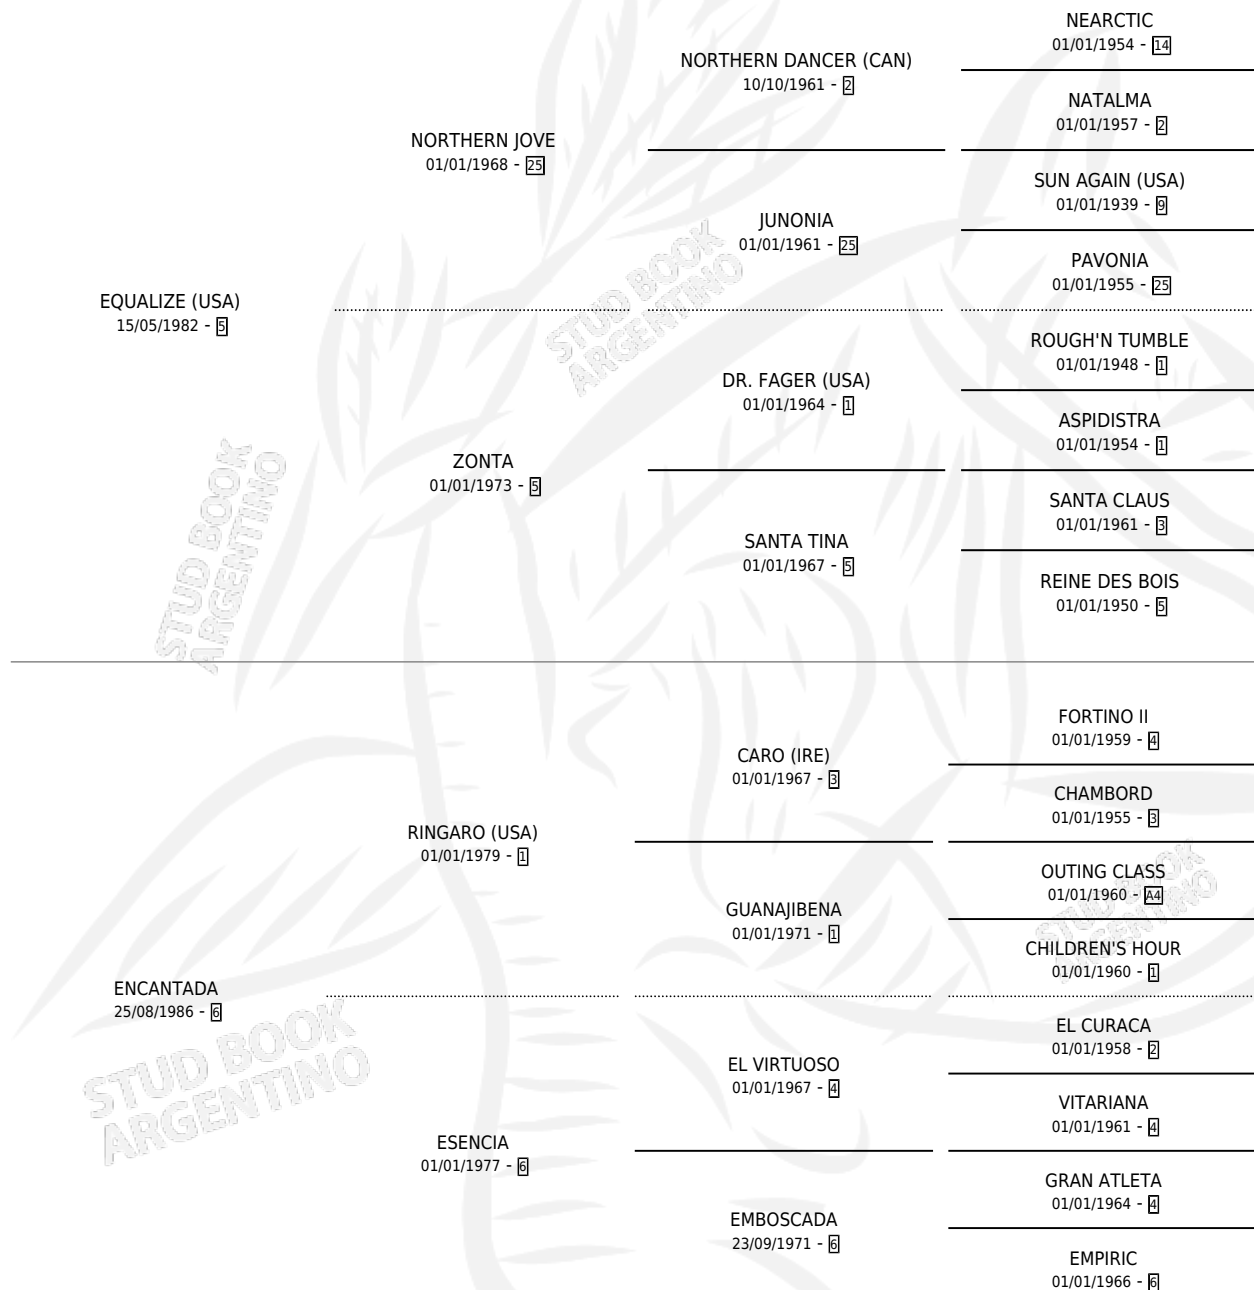 NEARCTIC
01/01/1954 - 14
NORTHERN DANCER (CAN)
10/10/1961 - 2
NATALMA
01/01/1957 - 2
NORTHERN JOVE
01/01/1968 - 25
SUN AGAIN (USA)
01/01/1939 - 9
JUNONIA
01/01/1961 - 25
PAVONIA
01/01/1955 - 25
EQUALIZE (USA)
15/05/1982 - 5
STUD BOOK
ARGENTINO
ROUGH'N TUMBLE
01/01/1948 - 1
DR. FAGER (USA)
01/01/1964 - 1
ASPIDISTRA
01/01/1954 - 1
ZONTA
01/01/1973 - 5
SANTA CLAUS
01/01/1961 - 3
SANTA TINA
01/01/1967 - 5
REINE DES BOIS
01/01/1950 - 5
STUD BOOK
ARGENTINO
FORTINO II
01/01/1959 - 4
CARO (IRE)
01/01/1967 - 3
CHAMBORD
01/01/1955 - 3
RINGARO (USA)
01/01/1979 - 1
OUTING CLASS
01/01/1960 - A4
GUANAJIBENA
01/01/1971 - 1
CHILDREN'S HOUR
01/01/1960 - 1
STUD BOOK
ARGENTINO
ENCANTADA
25/08/1986 - 6
STUD BOOK
ARGENTINO
EL CURACA
01/01/1958 - 2
EL VIRTUOSO
01/01/1967 - 4
VITARIANA
01/01/1961 - 4
ESENCIA
01/01/1977 - 6
GRAN ATLETA
01/01/1964 - 4
EMBOSCADA
23/09/1971 - 6
EMPIRIC
01/01/1966 - 6